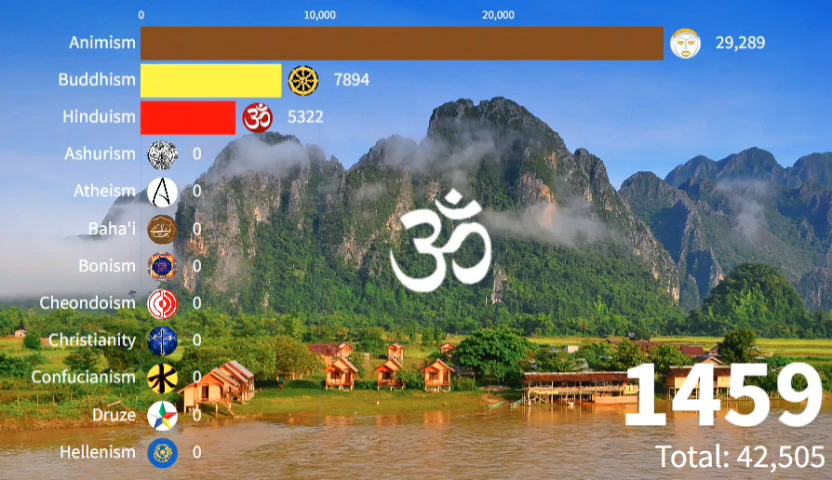 0 10,000 20,000
Animism 29,289
Buddhism 7894
Hinduism ॐ 5322
Ashurism 0
Atheism A 0
Baha'i 0
Bonism 0
Cheondoism 0
Christianity 0
Confucianism 0
Druze 0
Hellenism 0
ॐ
1459
Total: 42,505